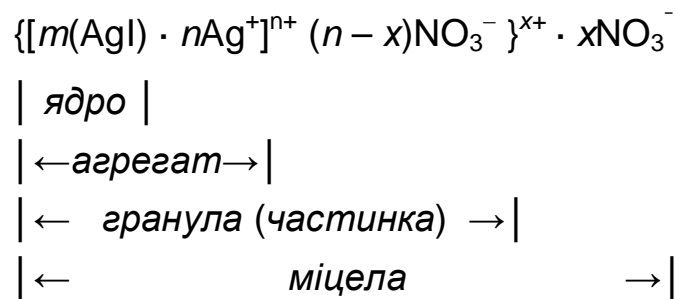 {[m(AgI) · nAg⁺]ⁿ⁺ (n – x)NO₃⁻ }ˣ⁺ · xNO₃⁻
| ядро |
|←агрегат→|
|← гранула (частинка) →|
|← міцела →|